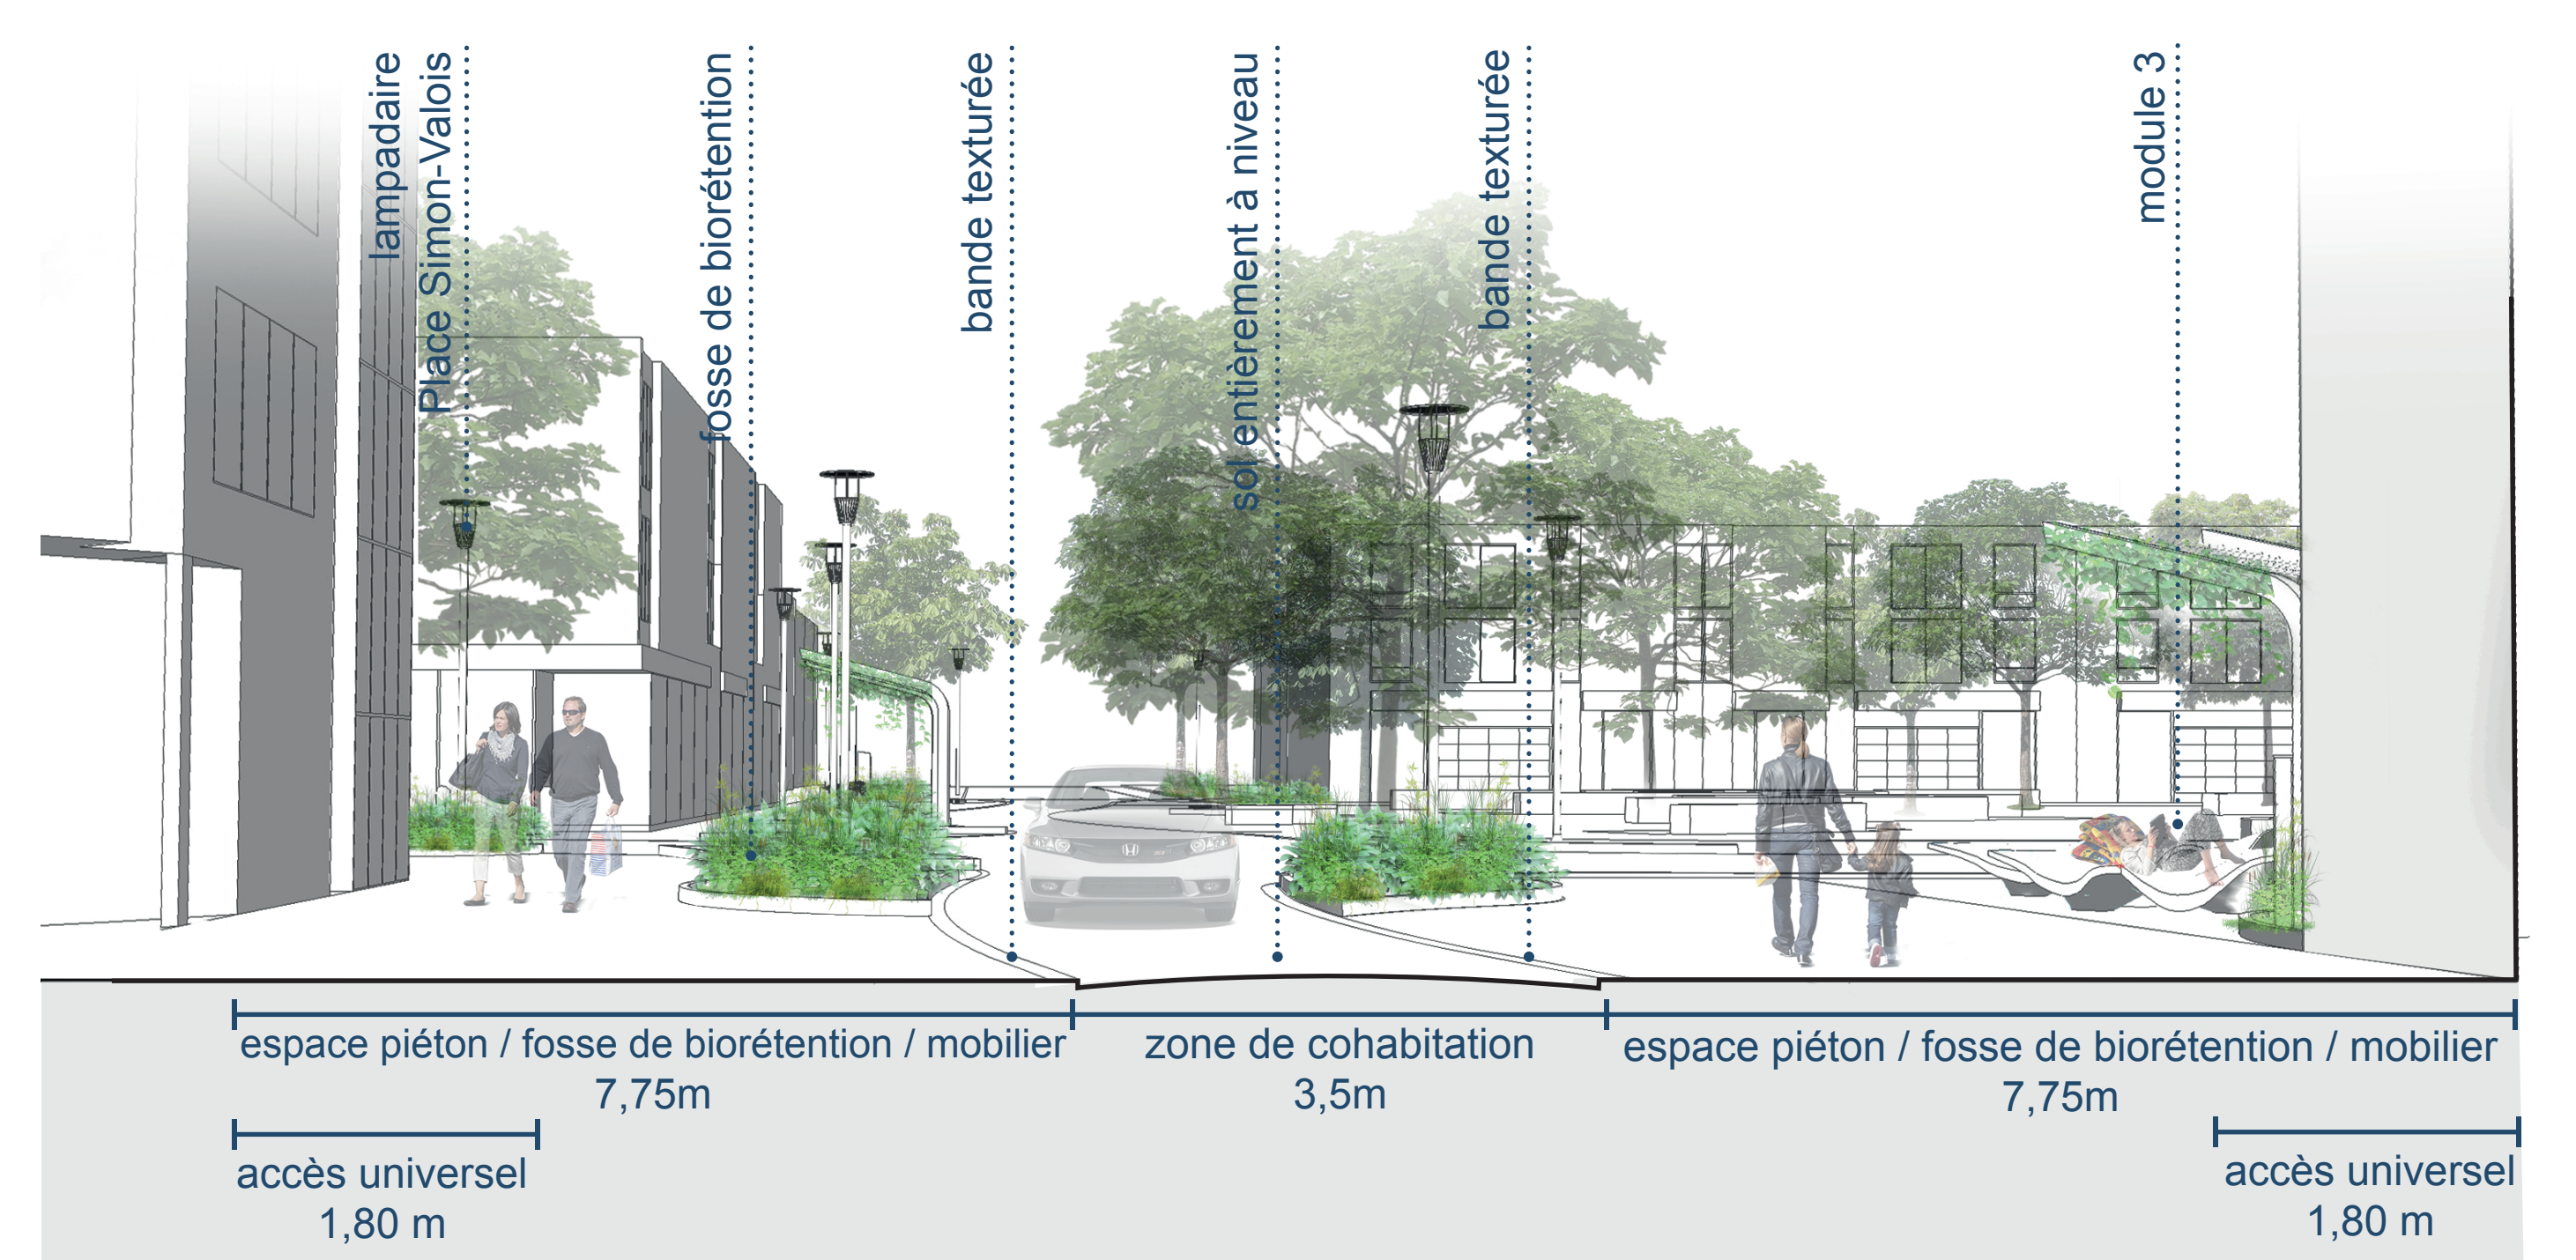 lampadaire
Place Simon-Valois
fosse de biorétention
bande texturée
sol entièrement à niveau
bande texturée
module 3
espace piéton / fosse de biorétention / mobilier
7,75m
zone de cohabitation
3,5m
espace piéton / fosse de biorétention / mobilier
7,75m
accès universel
1,80 m
accès universel
1,80 m